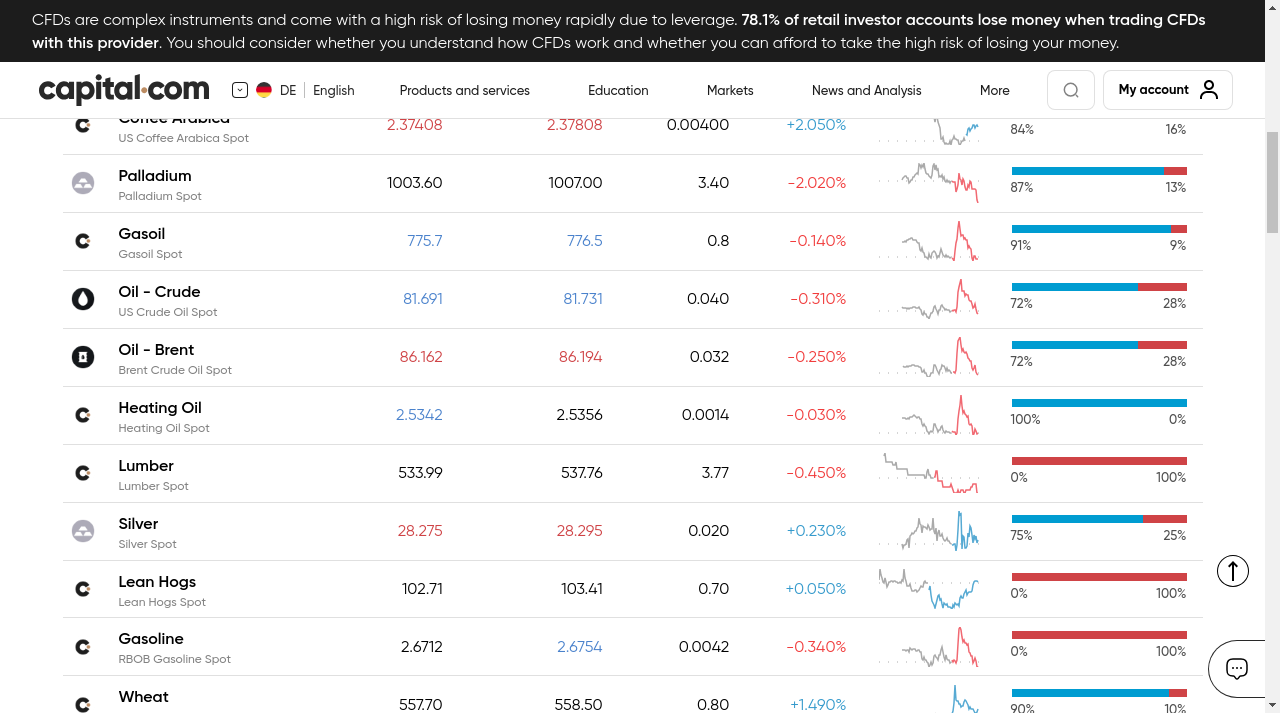 CFDs are complex instruments and come with a high risk of losing money rapidly due to leverage. 78.1% of retail investor accounts lose money when trading CFDs
with this provider. You should consider whether you understand how CFDs work and whether you can afford to take the high risk of losing your money.
capital.com DE English Products and services Education Markets News and Analysis More My account
Coffee Arabica 2.37408 2.37808 0.00400 +2.050%
US Coffee Arabica Spot 84% 16%
Palladium 1003.60 1007.00 3.40 -2.020%
Palladium Spot 87% 13%
Gasoil 775.7 776.5 0.8 -0.140%
Gasoil Spot 91% 9%
Oil - Crude 81.691 81.731 0.040 -0.310%
US Crude Oil Spot 72% 28%
Oil - Brent 86.162 86.194 0.032 -0.250%
Brent Crude Oil Spot 72% 28%
Heating Oil 2.5342 2.5356 0.0014 -0.030%
Heating Oil Spot 100% 0%
Lumber 533.99 537.76 3.77 -0.450%
Lumber Spot 0% 100%
Silver 28.275 28.295 0.020 +0.230%
Silver Spot 75% 25%
Lean Hogs 102.71 103.41 0.70 +0.050%
Lean Hogs Spot 0% 100%
Gasoline 2.6712 2.6754 0.0042 -0.340%
RBOB Gasoline Spot 0% 100%
Wheat 557.70 558.50 0.80 +1.490%
90% 10%